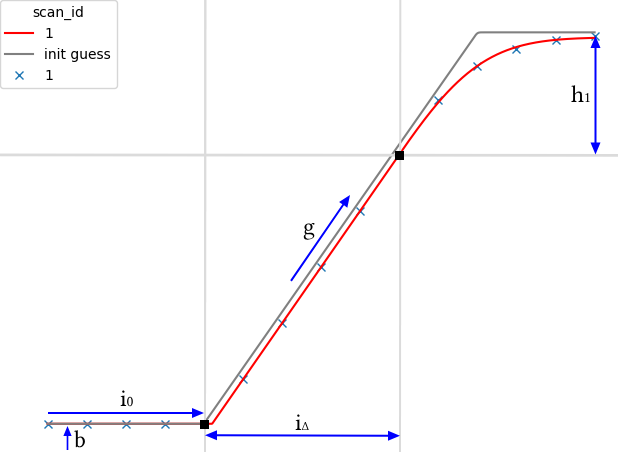 scan_id
1
init guess
1
h₁
g
i₀
iΔ
b